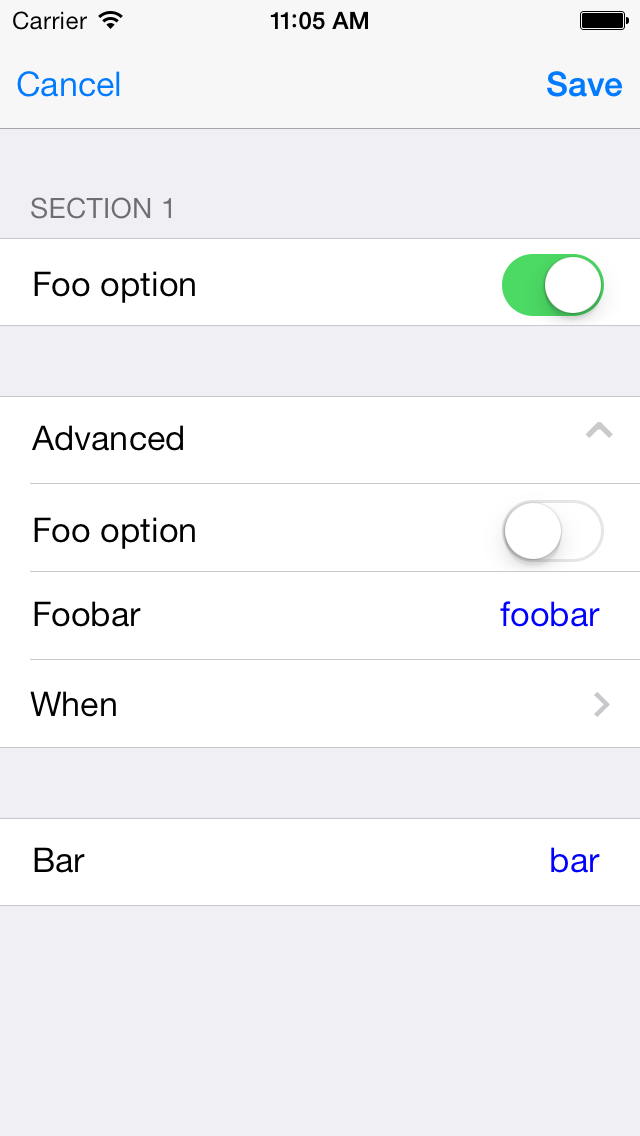 Carrier 11:05 AM
Cancel Save
SECTION 1
Foo option
Advanced
Foo option
Foobar foobar
When
Bar bar